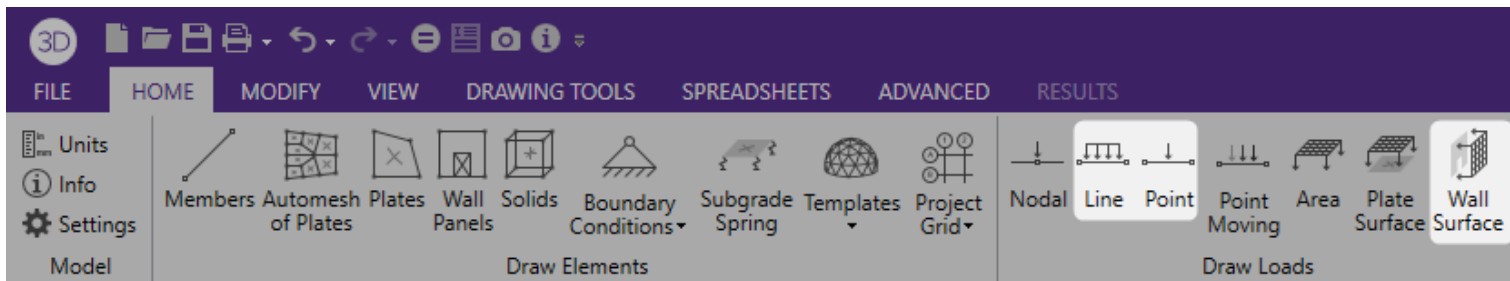 3D
FILE HOME MODIFY VIEW DRAWING TOOLS SPREADSHEETS ADVANCED RESULTS
Units
Info
Settings
Model
Members
Automesh
of Plates
Plates
Wall
Panels
Solids
Boundary
Conditions
Subgrade
Spring
Templates
Project
Grid
Draw Elements
Nodal
Line
Point
Point
Moving
Area
Plate
Surface
Wall
Surface
Draw Loads